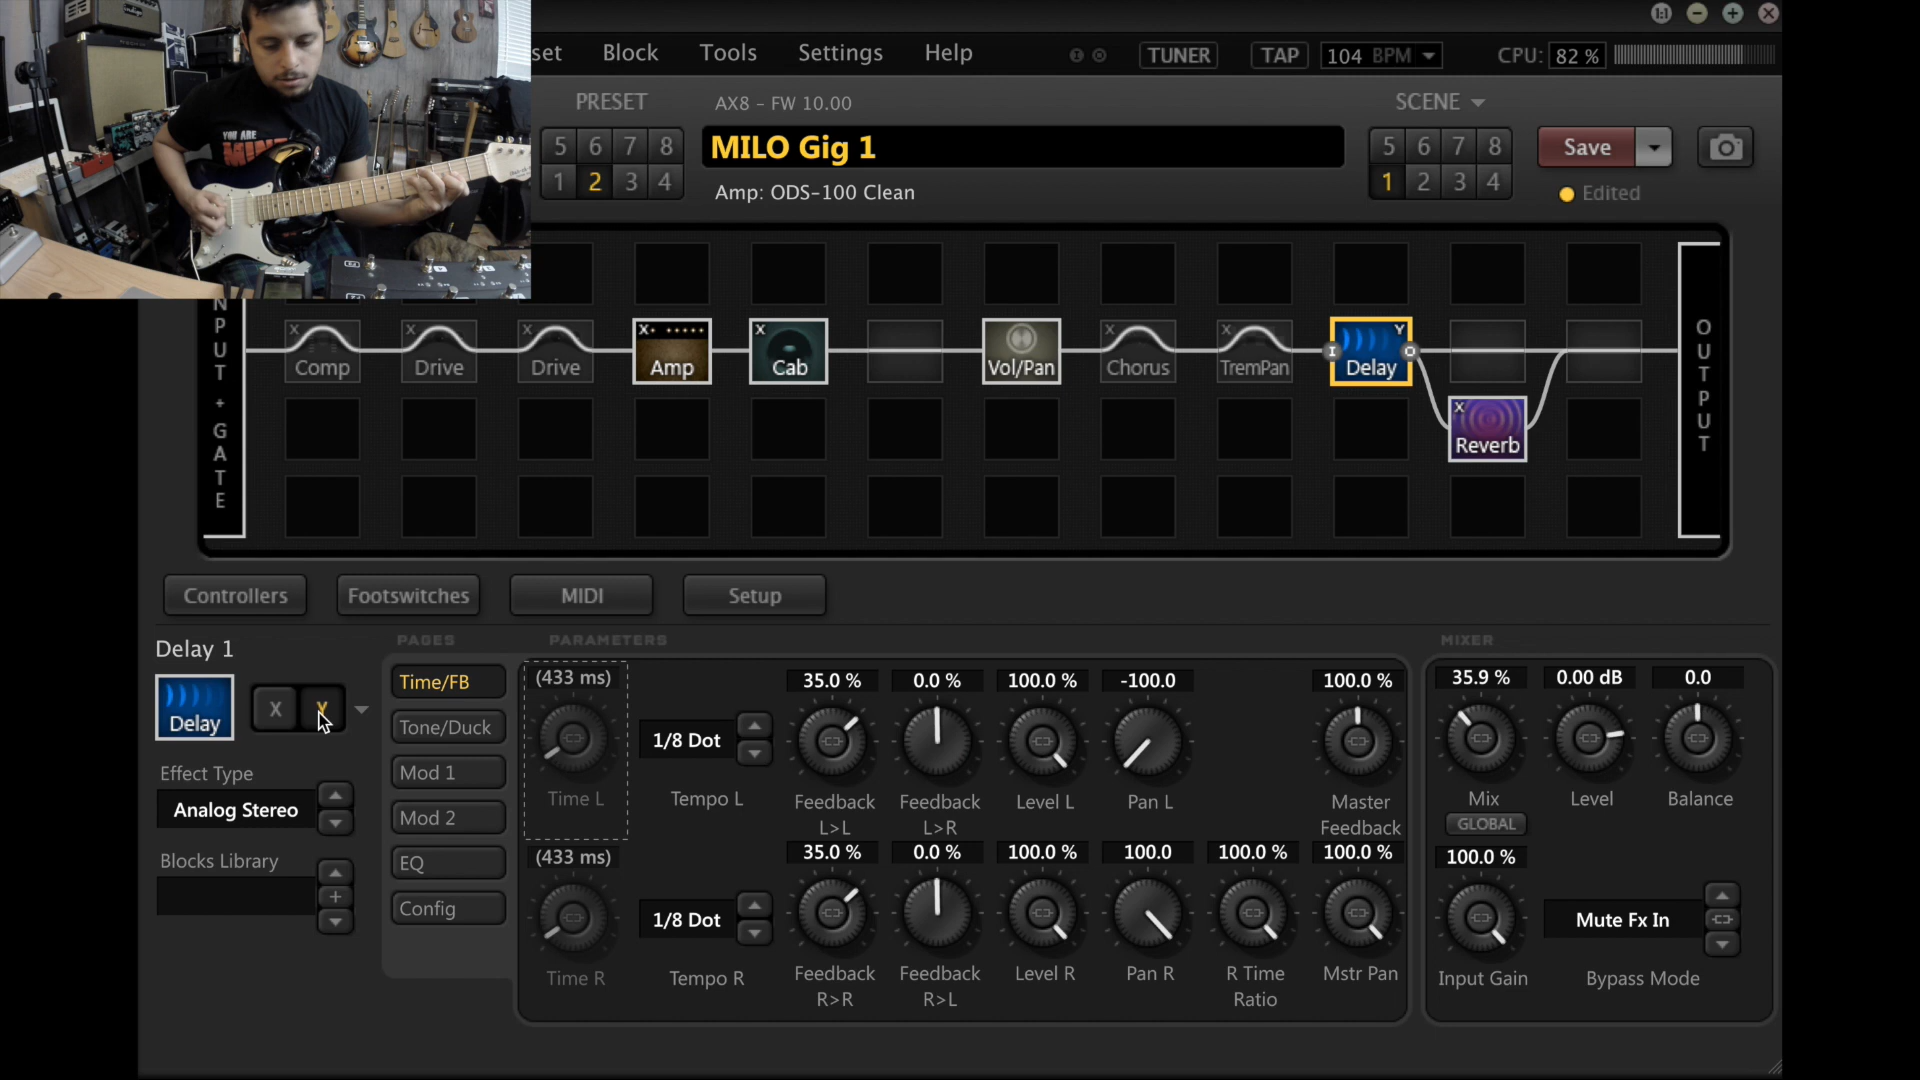 set Block Tools Settings Help
TUNER TAP 104 BPM CPU: 82 %
PRESET
AX8 - FW 10.00
SCENE
5 6 7 8
1 2 3 4
MILO Gig 1
Amp: ODS-100 Clean
5 6 7 8
1 2 3 4
Save
Edited
YOU ARE
NPUT + GATE
X Comp
X Drive
X Drive
X Amp
X Cab
Vol/Pan
X Chorus
X TremPan
I Y O Delay
X Reverb
OUTPUT
Controllers Footswitches MIDI Setup
Delay 1
Delay
X Y
Effect Type
Analog Stereo
Blocks Library
PAGES
Time/FB
Tone/Duck
Mod 1
Mod 2
EQ
Config
PARAMETERS
(433 ms) 35.0 % 0.0 % 100.0 % -100.0 100.0 %
1/8 Dot
Time L Tempo L Feedback L>L Feedback L>R Level L Pan L Master Feedback
(433 ms) 35.0 % 0.0 % 100.0 % 100.0 100.0 % 100.0 %
1/8 Dot
Time R Tempo R Feedback R>R Feedback R>L Level R Pan R R Time Ratio Mstr Pan
MIXER
35.9 % 0.00 dB 0.0
Mix Level Balance
GLOBAL
100.0 %
Mute Fx In
Input Gain Bypass Mode